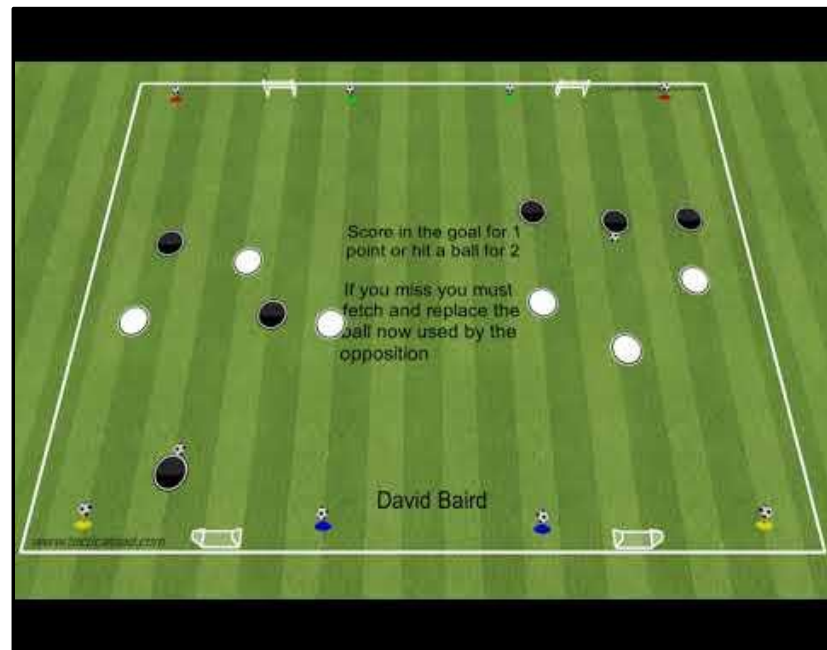 Score in the goal for 1
point or hit a ball for 2
If you miss you must
fetch and replace the
ball now used by the
opposition
David Baird